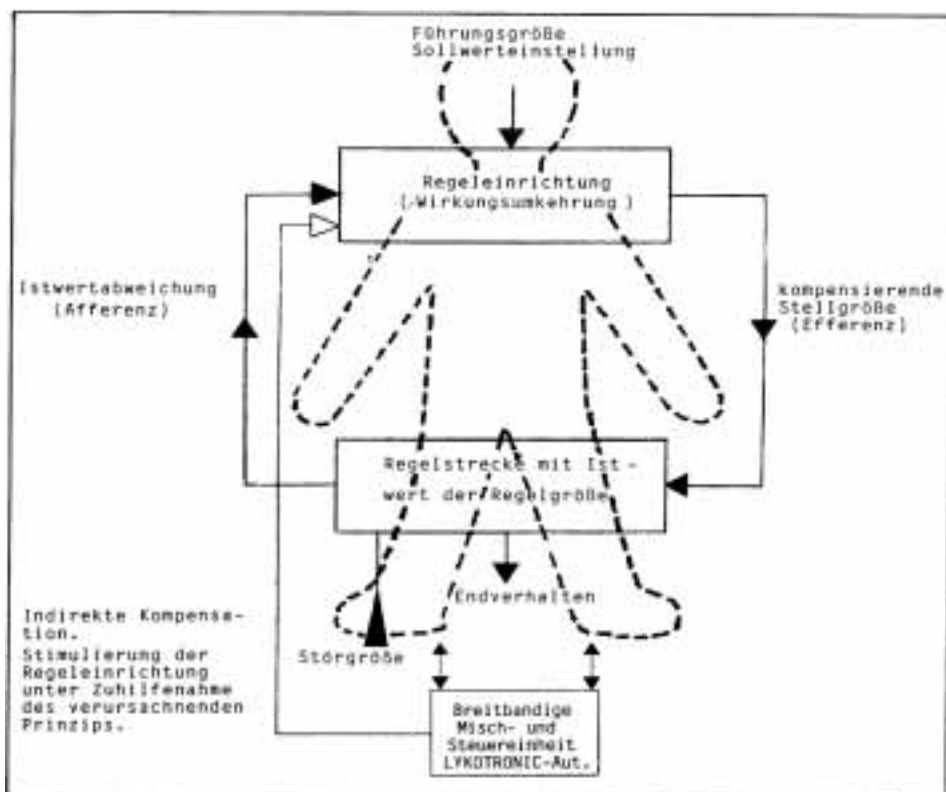 Führungsgröße
Sollwerteinstellung
Regeleinrichtung
(-Wirkungsumkehrung)
Istwertabweichung
(Afferenz)
kompensierende
Stellgröße
(Efferenz)
Regelstrecke mit Ist-
wert der Regelgröße
Endverhalten
Störgröße
Indirekte Kompensa-
tion.
Stimulierung der
Regeleinrichtung
unter Zuhilfenahme
des verursachnenden
Prinzips.
Breitbandige
Misch- und
Steuereinheit
LYKOTRONIC-Aut.